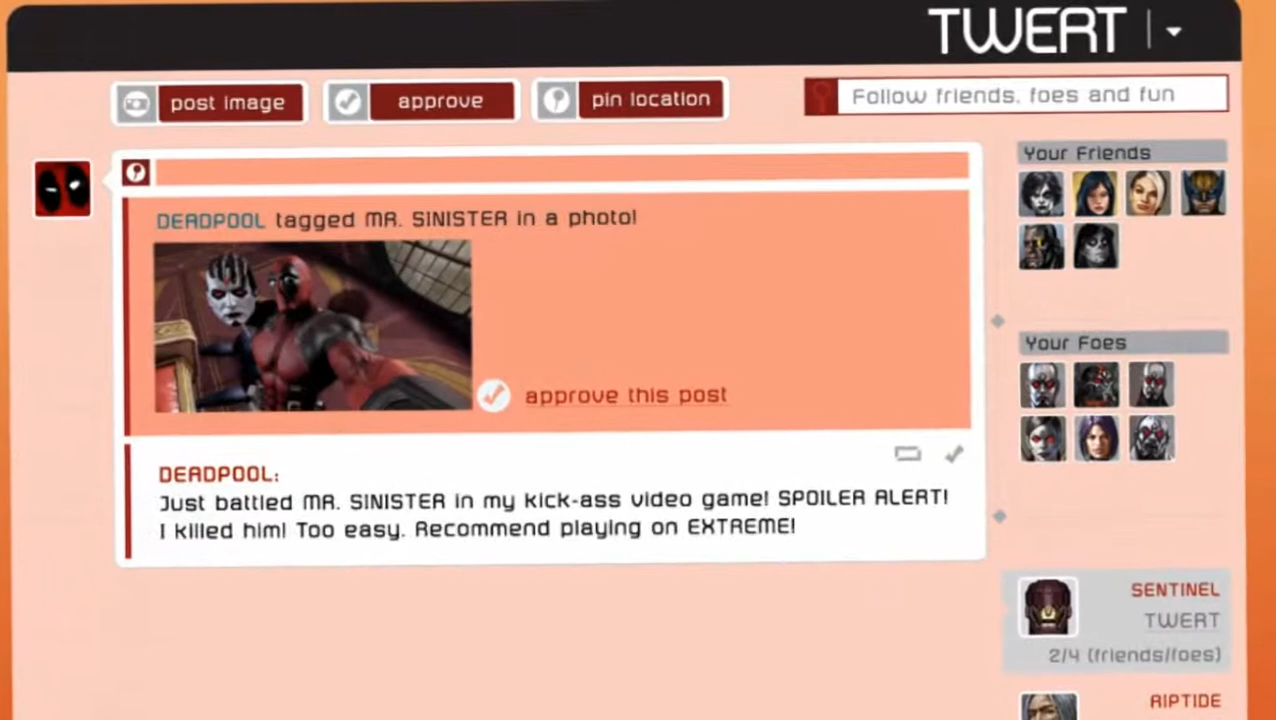 TWERT
post image
approve
pin location
Follow friends, foes and fun
Your Friends
DEADPOOL tagged MR. SINISTER in a photo!
approve this post
Your Foes
DEADPOOL:
Just battled MR. SINISTER in my kick-ass video game! SPOILER ALERT!
I killed him! Too easy. Recommend playing on EXTREME!
SENTINEL
TWERT
2/4 (friends/foes)
RIPTIDE